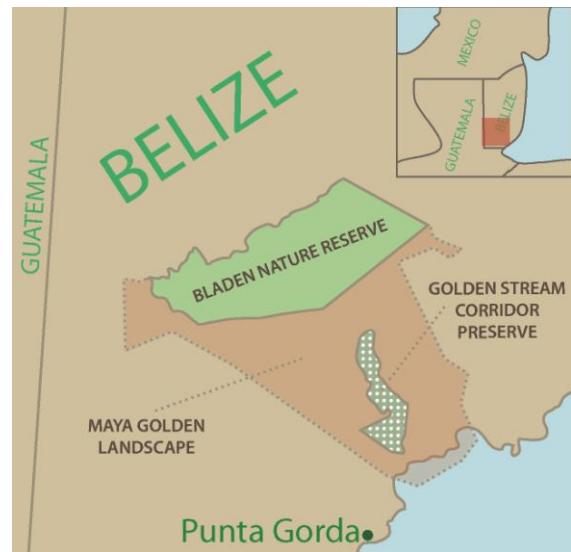 MEXICO
GUATEMALA
BELIZE
BELIZE
GUATEMALA
BLADEN NATURE RESERVE
GOLDEN STREAM
CORRIDOR
PRESERVE
MAYA GOLDEN
LANDSCAPE
Punta Gorda